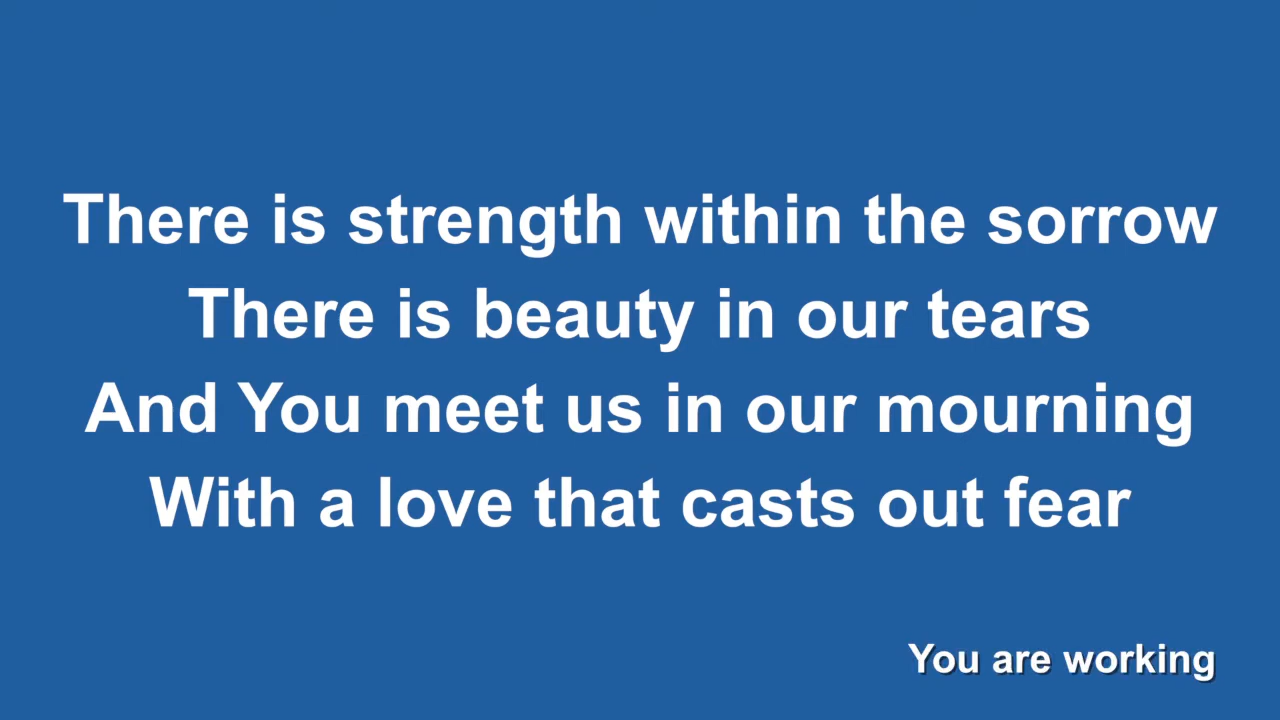 There is strength within the sorrow
There is beauty in our tears
And You meet us in our mourning
With a love that casts out fear
You are working